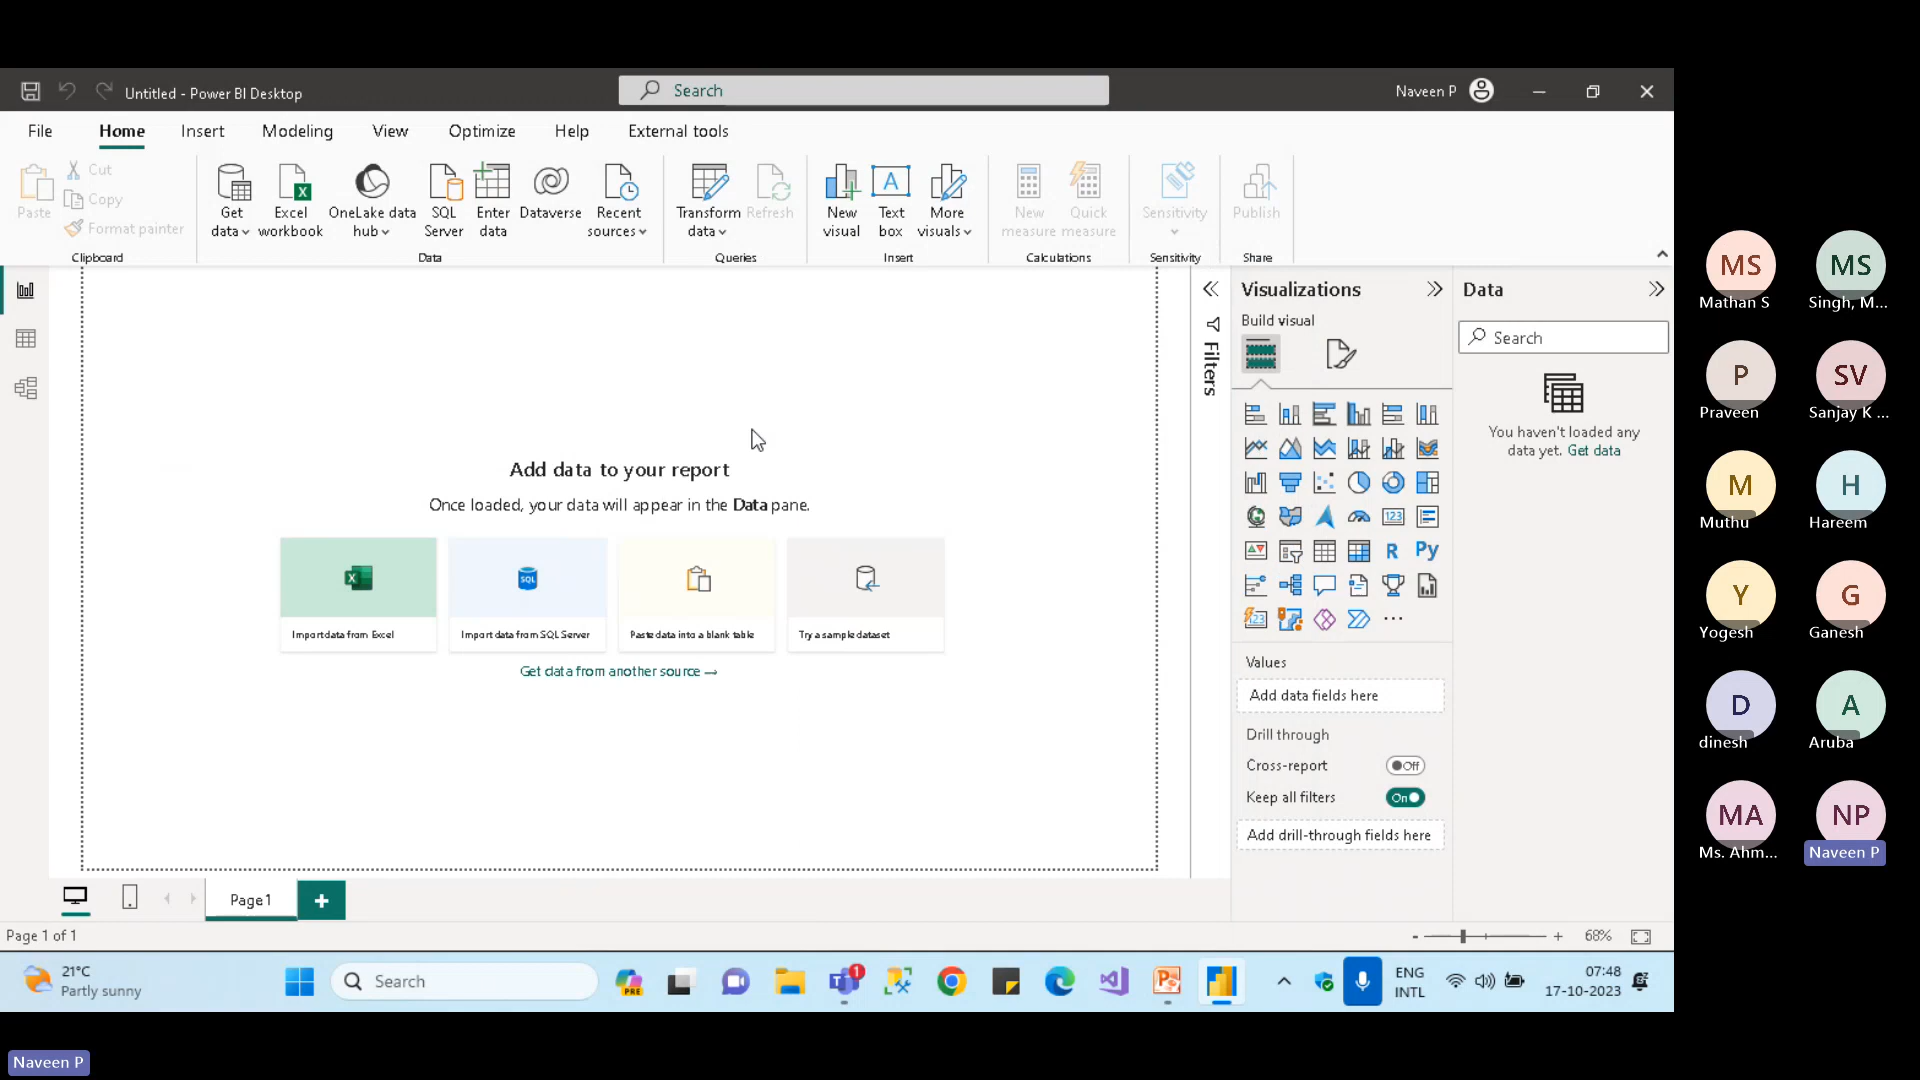 Untitled - Power BI Desktop
Search
Naveen P
File
Home
Insert
Modeling
View
Optimize
Help
External tools
Paste
Cut
Copy
Format painter
Get data
Excel workbook
OneLake data hub
SQL Server
Enter data
Dataverse
Recent sources
Transform data
Refresh
New visual
Text box
More visuals
New measure
Quick measure
Sensitivity
Publish
Clipboard
Data
Queries
Insert
Calculations
Sensitivity
Share
Add data to your report
Once loaded, your data will appear in the Data pane.
Import data from Excel
SQL
Import data from SQL Server
Paste data into a blank table
Try a sample dataset
Get data from another source →
Filters
Visualizations
Build visual
123
R
Py
123
Values
Add data fields here
Drill through
Cross-report
Off
Keep all filters
On
Add drill-through fields here
Data
Search
You haven't loaded any
data yet. Get data
Page 1
Page 1 of 1
- + 68%
21°C
Partly sunny
Search
PRE
1
ENG
INTL
07:48
17-10-2023
MS
Mathan S
MS
Singh, M...
P
Praveen
SV
Sanjay K ...
M
Muthu
H
Hareem
Y
Yogesh
G
Ganesh
D
dinesh
A
Aruba
MA
Ms. Ahm...
NP
Naveen P
Naveen P